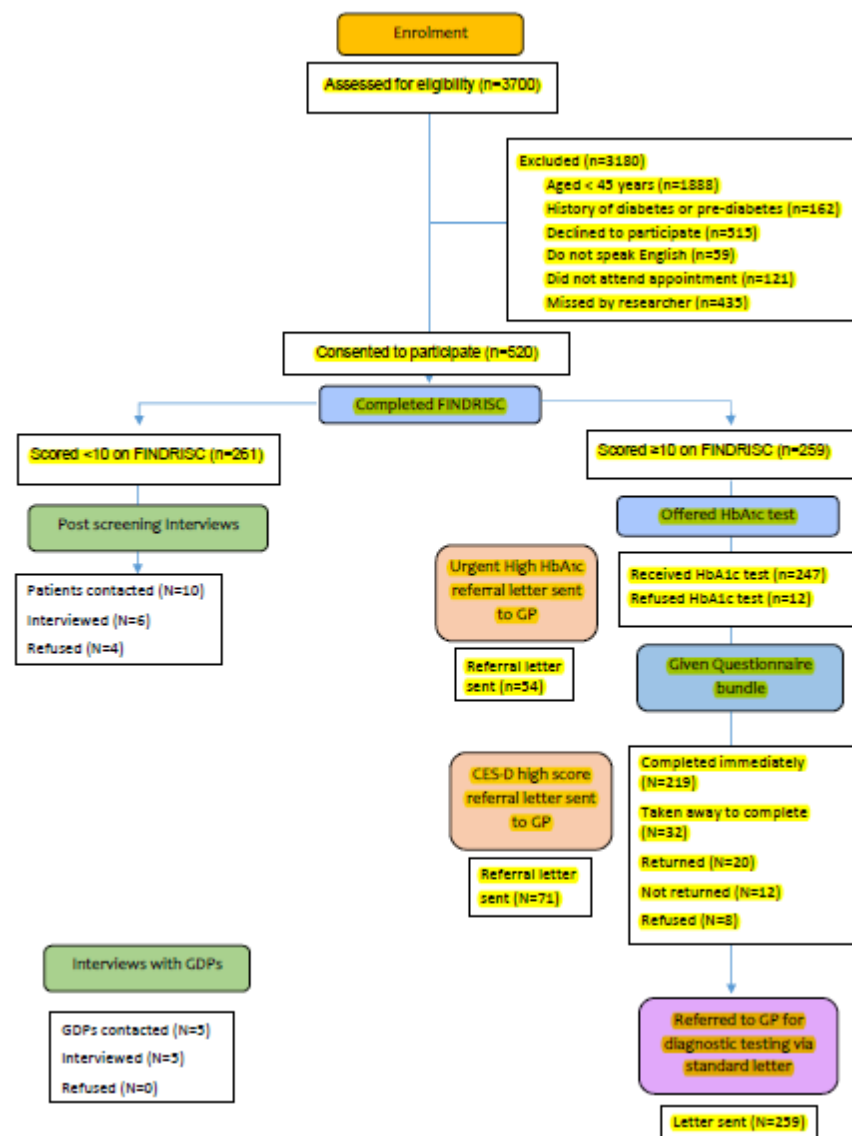 Enrolment
Assessed for eligibility (n=3700)
Excluded (n=3180)
Aged < 45 years (n=1888)
History of diabetes or pre-diabetes (n=162)
Declined to participate (n=515)
Do not speak English (n=59)
Did not attend appointment (n=121)
Missed by researcher (n=435)
Consented to participate (n=520)
Completed FINDRISC
Scored <10 on FINDRISC (n=261)
Post screening Interviews
Patients contacted (N=10)
Interviewed (N=6)
Refused (N=4)
Scored ≥10 on FINDRISC (n=259)
Offered HbA1c test
Received HbA1c test (n=247)
Refused HbA1c test (n=12)
Urgent High HbA1c
referral letter sent
to GP
Referral letter
sent (n=54)
Given Questionnaire
bundle
Completed immediately
(N=219)
Taken away to complete
(N=32)
Returned (N=20)
Not returned (N=12)
Refused (N=8)
CES-D high score
referral letter sent
to GP
Referral letter
sent (N=71)
Interviews with GDPs
GDPs contacted (N=5)
Interviewed (N=5)
Refused (N=0)
Referred to GP for
diagnostic testing via
standard letter
Letter sent (N=259)